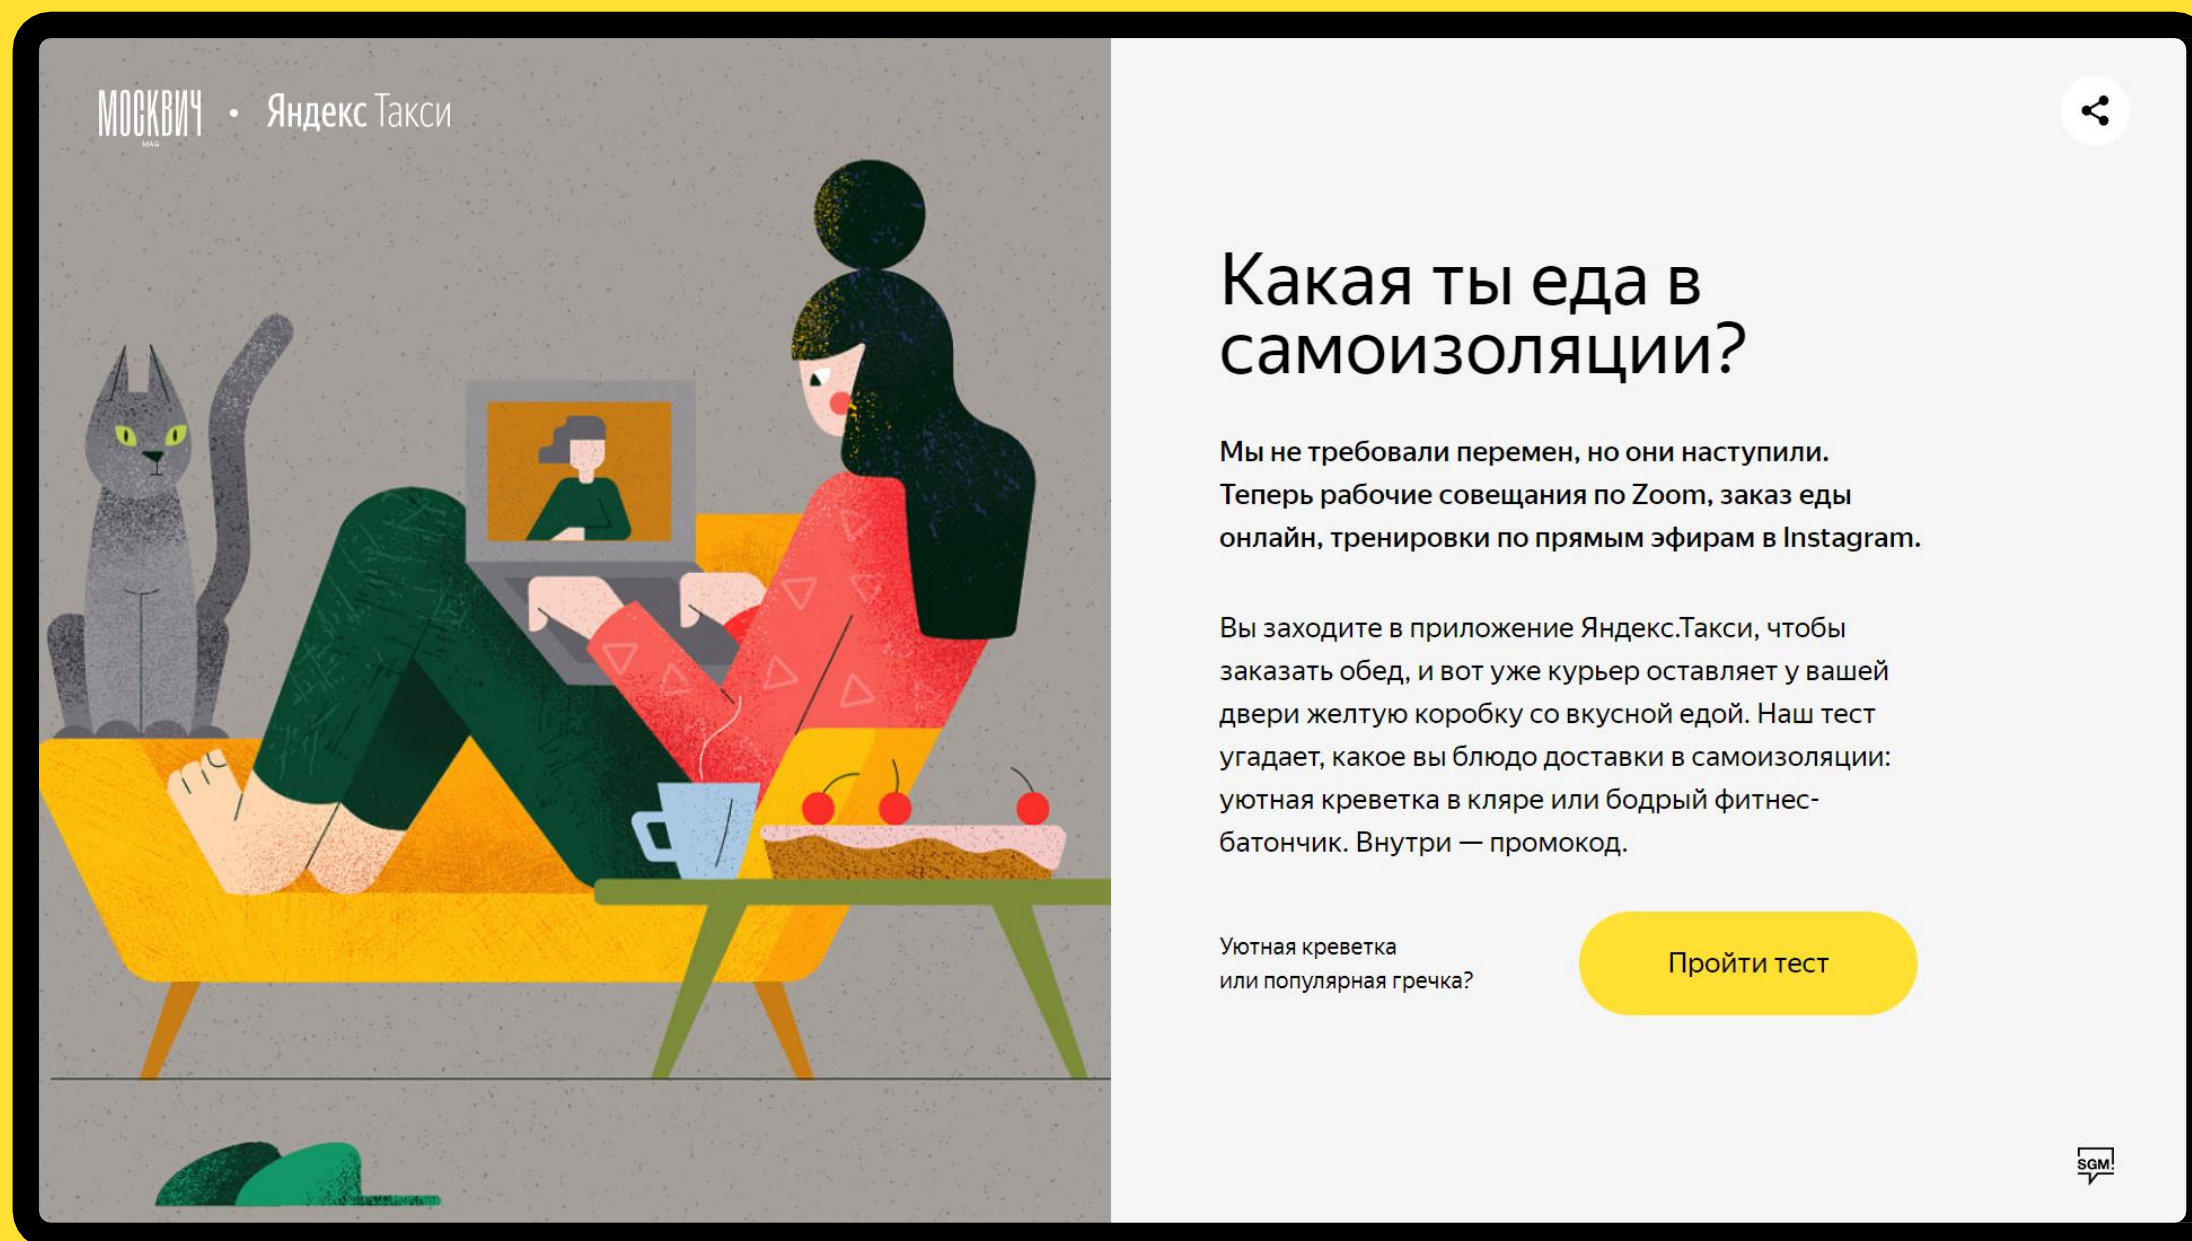 МОСКВИЧ
MAG
Яндекс Такси
Какая ты еда в
самоизоляции?
Мы не требовали перемен, но они наступили.
Теперь рабочие совещания по Zoom, заказ еды
онлайн, тренировки по прямым эфирам в Instagram.
Вы заходите в приложение Яндекс.Такси, чтобы
заказать обед, и вот уже курьер оставляет у вашей
двери желтую коробку со вкусной едой. Наш тест
угадает, какое вы блюдо доставки в самоизоляции:
уютная креветка в кляре или бодрый фитнес-
батончик. Внутри — промокод.
Уютная креветка
или популярная гречка?
Пройти тест
SGM!